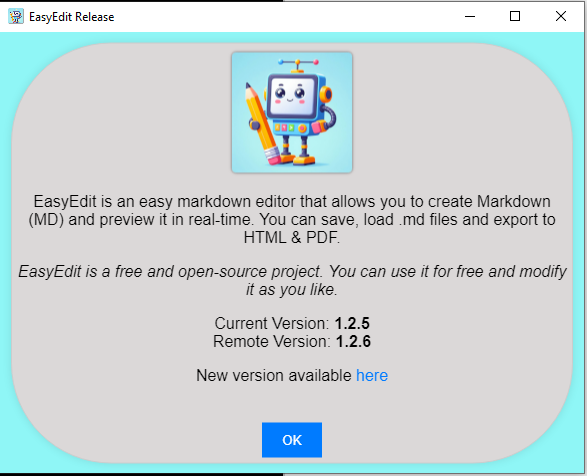 EasyEdit Release
EasyEdit is an easy markdown editor that allows you to create Markdown
(MD) and preview it in real-time. You can save, load .md files and export to
HTML & PDF.
EasyEdit is a free and open-source project. You can use it for free and modify
it as you like.
Current Version: 1.2.5
Remote Version: 1.2.6
New version available here
OK